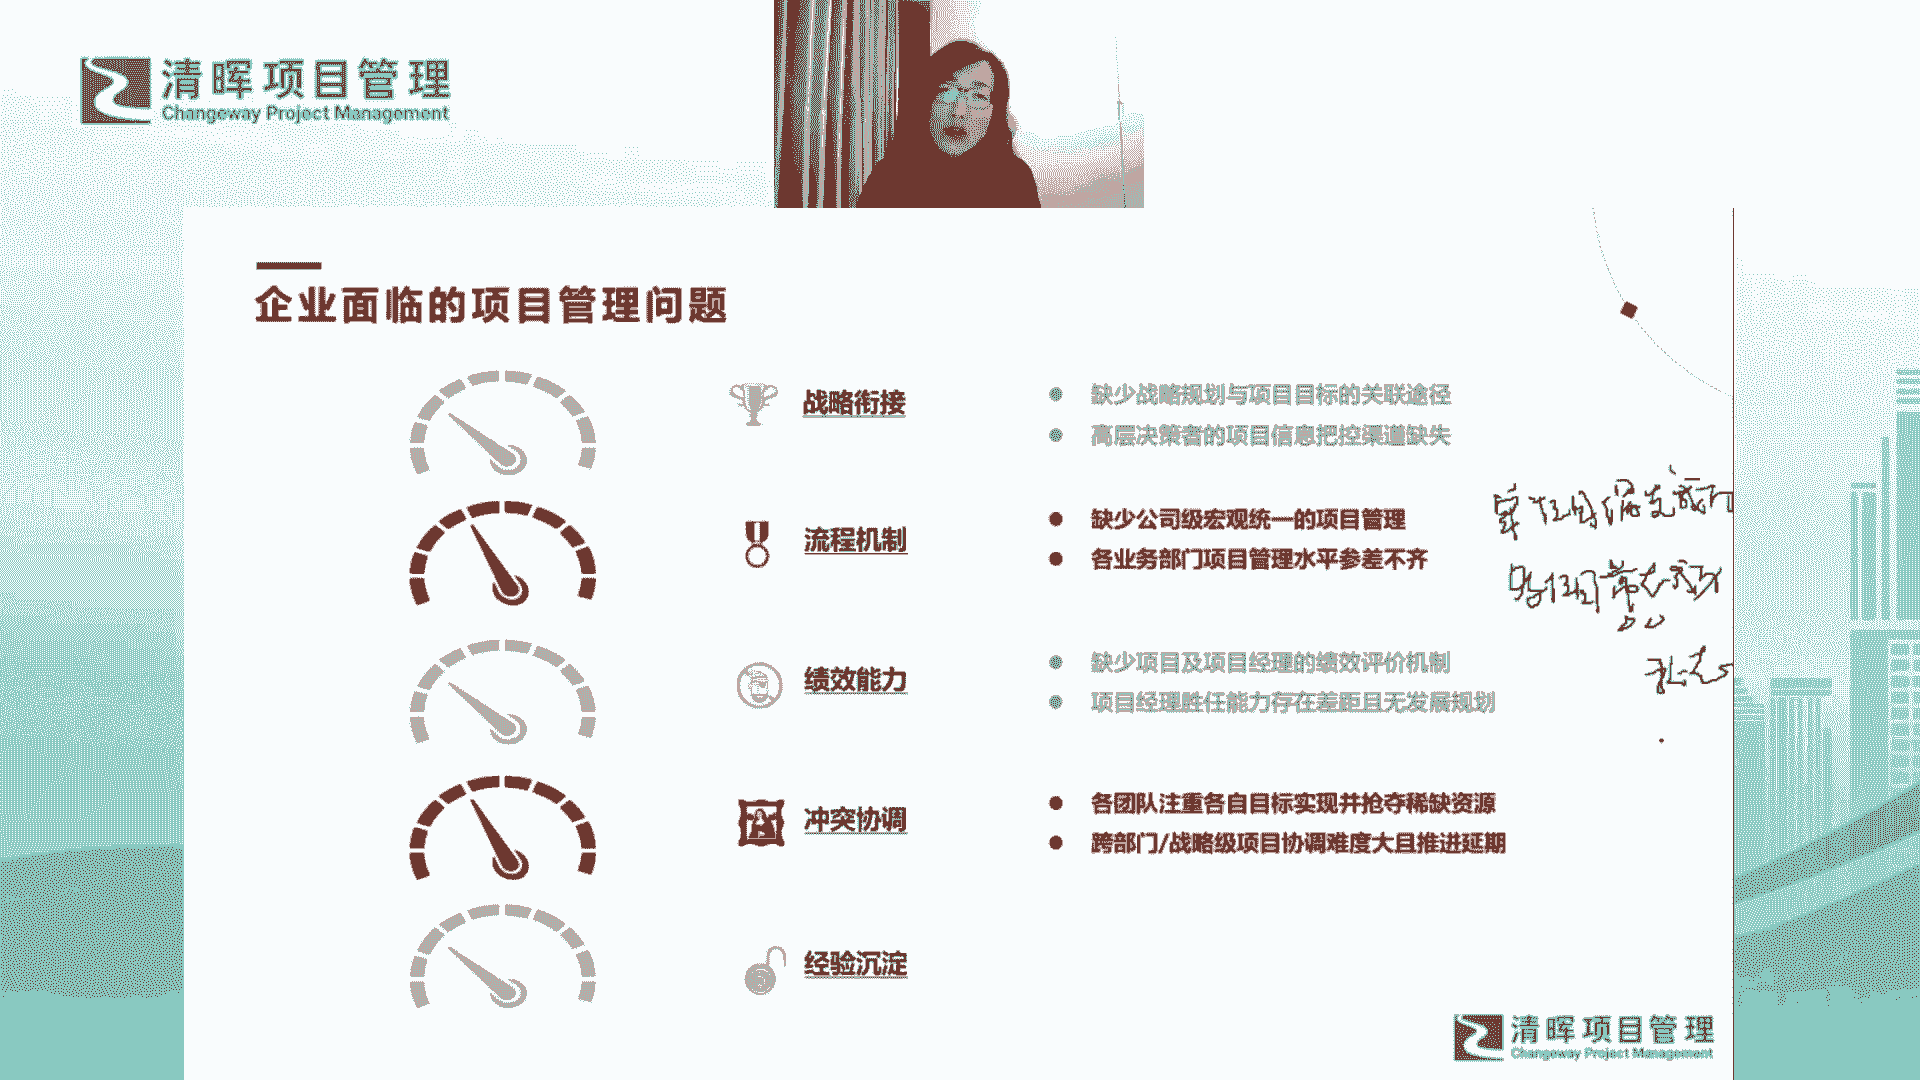 清晖项目管理
Changeway Project Management
企业面临的项目管理问题
战略衔接
缺少战略规划与项目目标的关联途径
高层决策者的项目信息把控渠道缺失
流程机制
缺少公司级宏观统一的项目管理
各业务部门项目管理水平参差不齐
绩效能力
缺少项目及项目经理的绩效评价机制
项目经理胜任能力存在差距且无发展规划
冲突协调
各团队注重各自目标实现并抢夺稀缺资源
跨部门/战略级项目协调难度大且推进延期
经验沉淀
清晖项目管理
Changeway Project Management